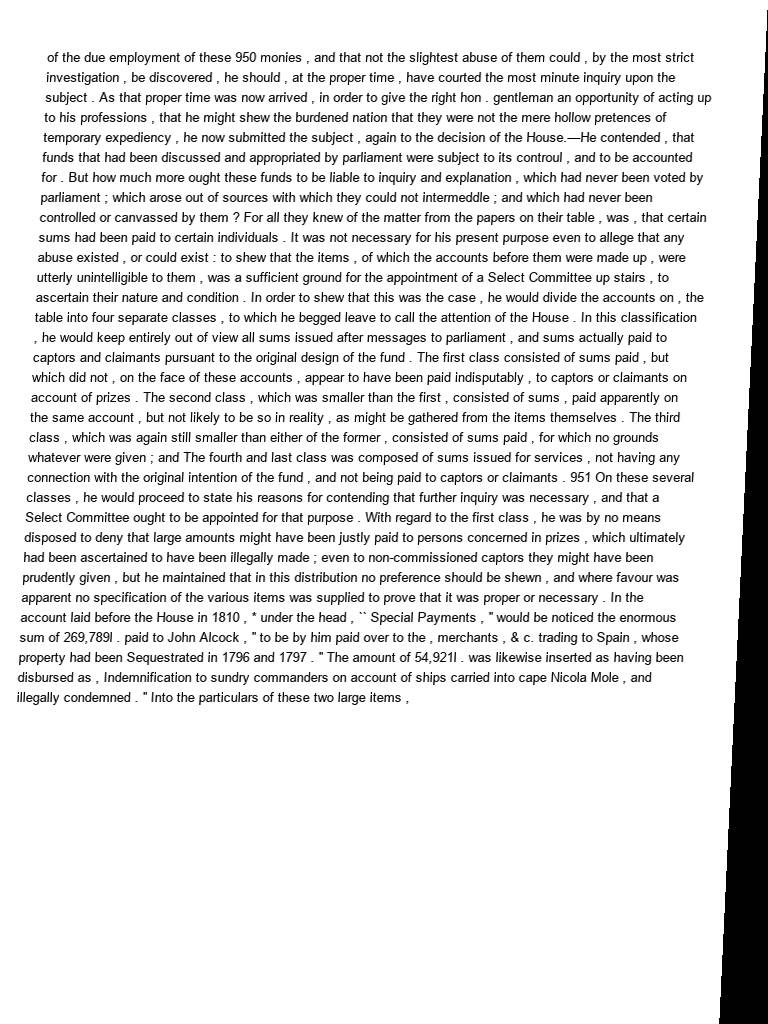 of the due employment of these 950 monies , and that not the slightest abuse of them could , by the most strict
investigation , be discovered , he should , at the proper time , have courted the most minute inquiry upon the
subject . As that proper time was now arrived , in order to give the right hon . gentleman an opportunity of acting up
to his professions , that he might shew the burdened nation that they were not the mere hollow pretences of
temporary expediency , he now submitted the subject , again to the decision of the House.—He contended , that
funds that had been discussed and appropriated by parliament were subject to its controul , and to be accounted
for . But how much more ought these funds to be liable to inquiry and explanation , which had never been voted by
parliament ; which arose out of sources with which they could not intermeddle ; and which had never been
controlled or canvassed by them ? For all they knew of the matter from the papers on their table , was , that certain
sums had been paid to certain individuals . It was not necessary for his present purpose even to allege that any
abuse existed , or could exist : to shew that the items , of which the accounts before them were made up , were
utterly unintelligible to them , was a sufficient ground for the appointment of a Select Committee up stairs , to
ascertain their nature and condition . In order to shew that this was the case , he would divide the accounts on , the
table into four separate classes , to which he begged leave to call the attention of the House . In this classification
, he would keep entirely out of view all sums issued after messages to parliament , and sums actually paid to
captors and claimants pursuant to the original design of the fund . The first class consisted of sums paid , but
which did not , on the face of these accounts , appear to have been paid indisputably , to captors or claimants on
account of prizes . The second class , which was smaller than the first , consisted of sums , paid apparently on
the same account , but not likely to be so in reality , as might be gathered from the items themselves . The third
class , which was again still smaller than either of the former , consisted of sums paid , for which no grounds
whatever were given ; and The fourth and last class was composed of sums issued for services , not having any
connection with the original intention of the fund , and not being paid to captors or claimants . 951 On these several
classes , he would proceed to state his reasons for contending that further inquiry was necessary , and that a
Select Committee ought to be appointed for that purpose . With regard to the first class , he was by no means
disposed to deny that large amounts might have been justly paid to persons concerned in prizes , which ultimately
had been ascertained to have been illegally made ; even to non-commissioned captors they might have been
prudently given , but he maintained that in this distribution no preference should be shewn , and where favour was
apparent no specification of the various items was supplied to prove that it was proper or necessary . In the
account laid before the House in 1810 , * under the head , `` Special Payments , " would be noticed the enormous
sum of 269,789l . paid to John Alcock , " to be by him paid over to the , merchants , & c. trading to Spain , whose
property had been Sequestrated in 1796 and 1797 . " The amount of 54,921l . was likewise inserted as having been
disbursed as , Indemnification to sundry commanders on account of ships carried into cape Nicola Mole , and
illegally condemned . " Into the particulars of these two large items ,